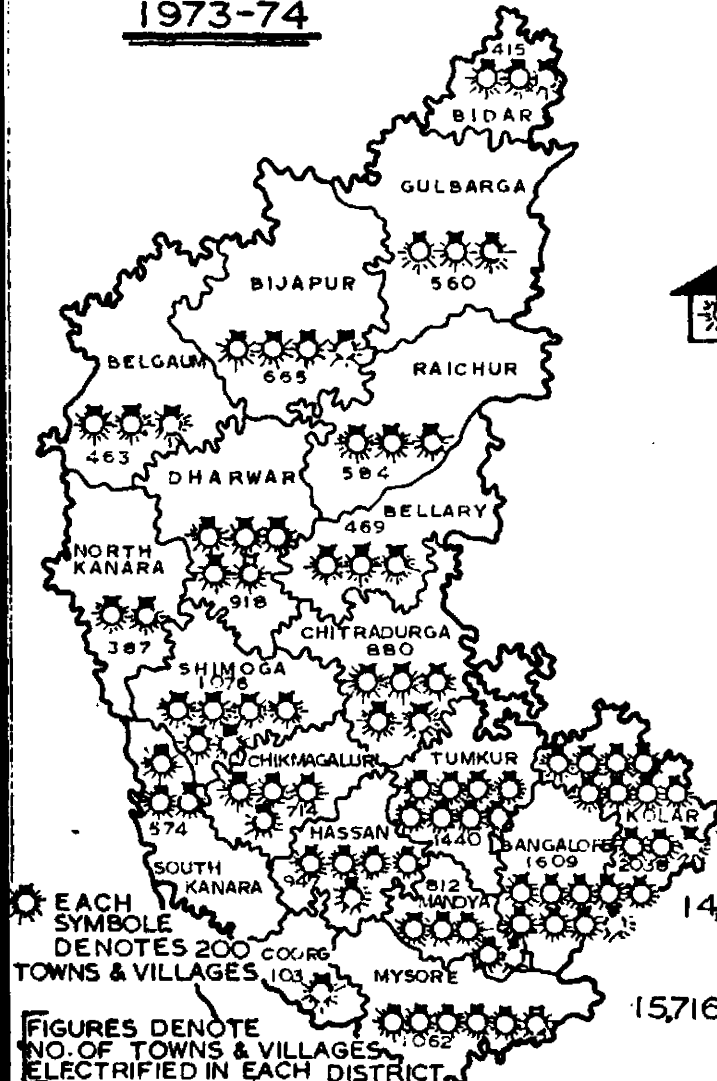 1973-74
415
BIDAR
GULBARGA
560
BIJAPUR
665
BELGAUM
463
RAICHUR
584
DHARWAR
918
BELLARY
469
NORTH
KANARA
387
CHITRADURGA
880
SHIMOGA
1076
CHIKMAGALUR
714
TUMKUR
1440
KOLAR
2038
BANGALORE
1609
HASSAN
574
SOUTH
KANARA
812
MANDYA
COORG
103
MYSORE
1062
EACH
SYMBOLE
DENOTES 200
TOWNS & VILLAGES
14,
15,716
FIGURES DENOTE
NO. OF TOWNS & VILLAGES
ELECTRIFIED IN EACH DISTRICT